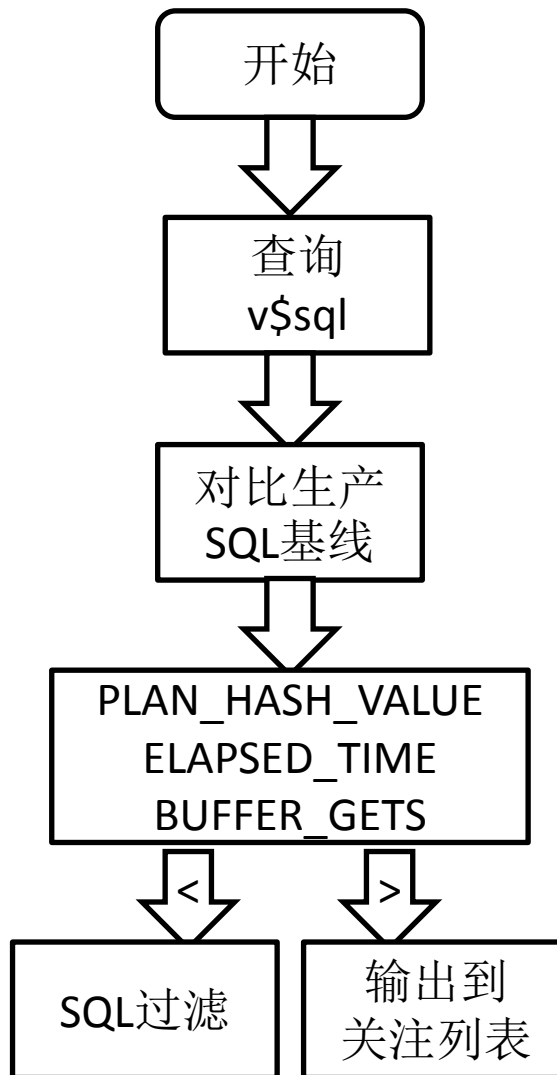 开始
查询
v$sql
对比生产
SQL基线
PLAN_HASH_VALUE
ELAPSED_TIME
BUFFER_GETS
<
>
SQL过滤
输出到
关注列表